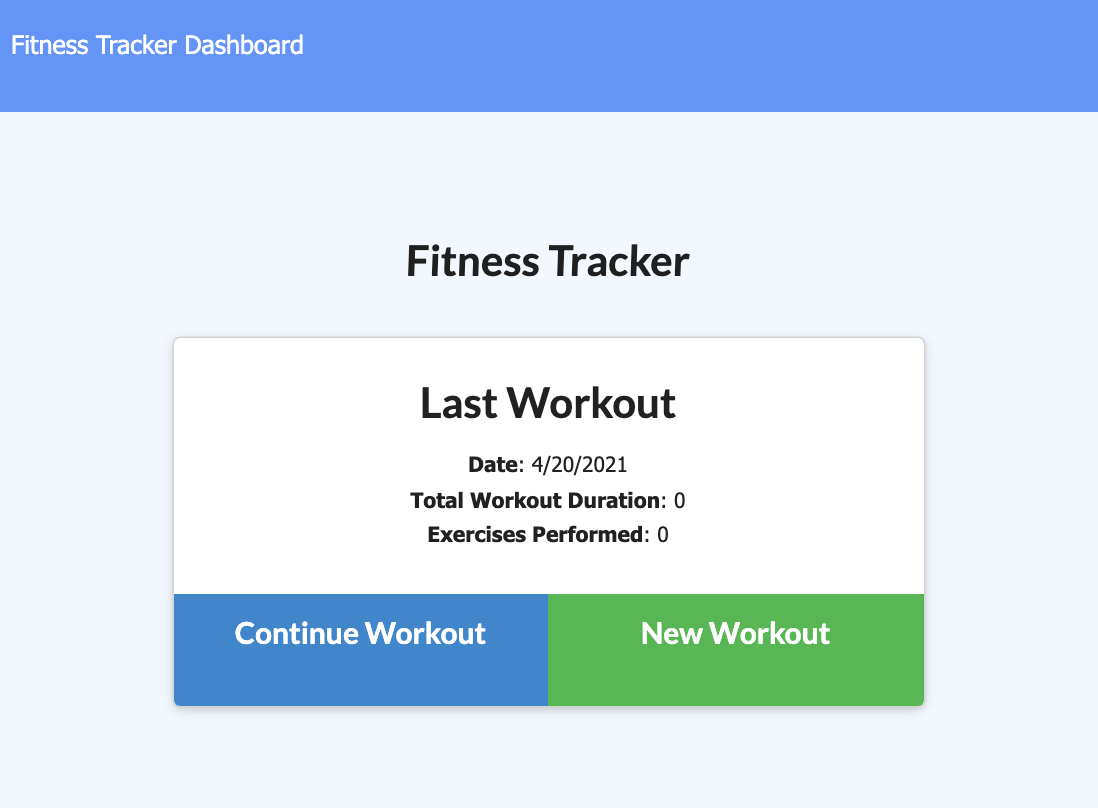 Fitness Tracker Dashboard
Fitness Tracker
Last Workout
Date: 4/20/2021
Total Workout Duration: 0
Exercises Performed: 0
Continue Workout
New Workout